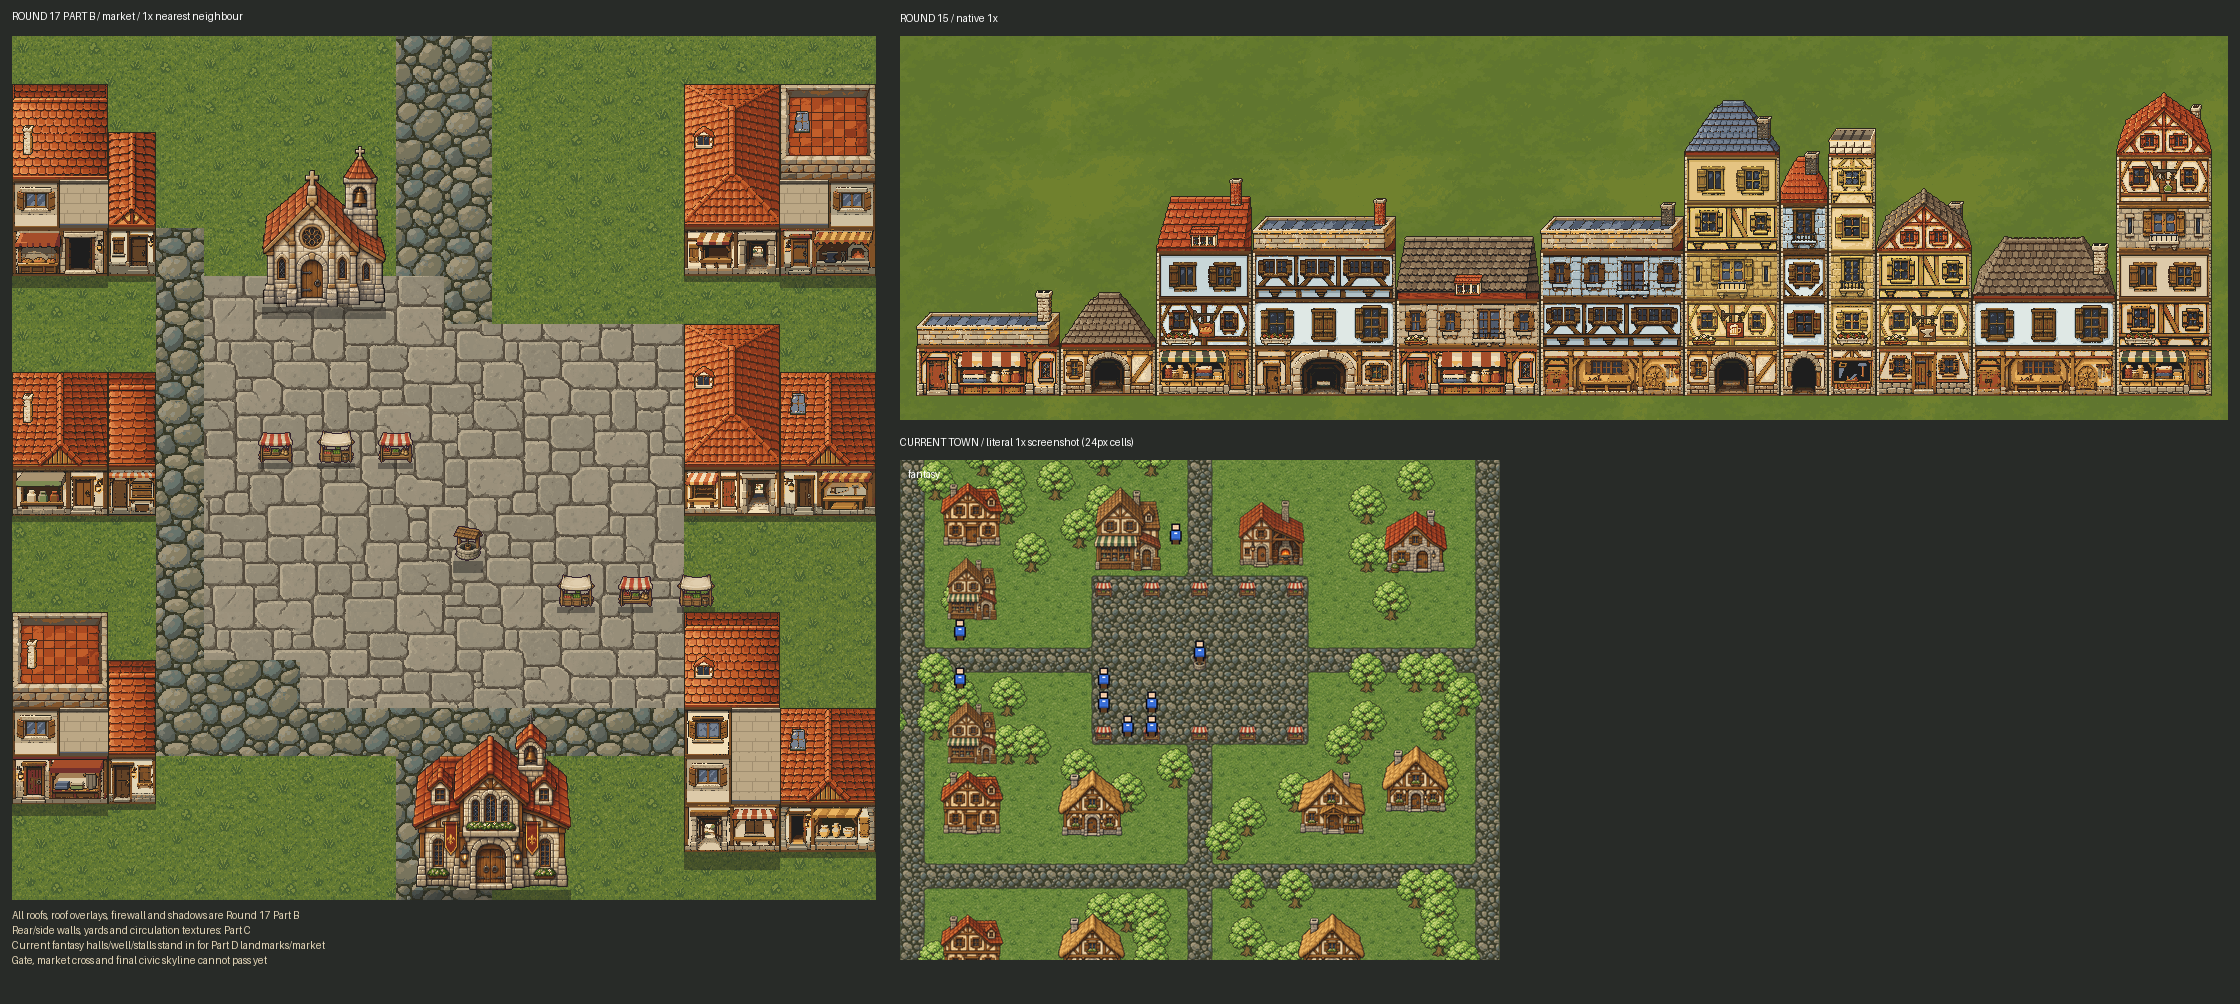 ROUND 17 PART B / market / 1x nearest neighbour
ROUND 15 / native 1x
CURRENT TOWN / literal 1x screenshot (24px cells)
fantasy
All roofs, roof overlays, firewall and shadows are Round 17 Part B
Rear/side walls, yards and circulation textures: Part C
Current fantasy halls/well/stalls stand in for Part D landmarks/market
Gate, market cross and final civic skyline cannot pass yet